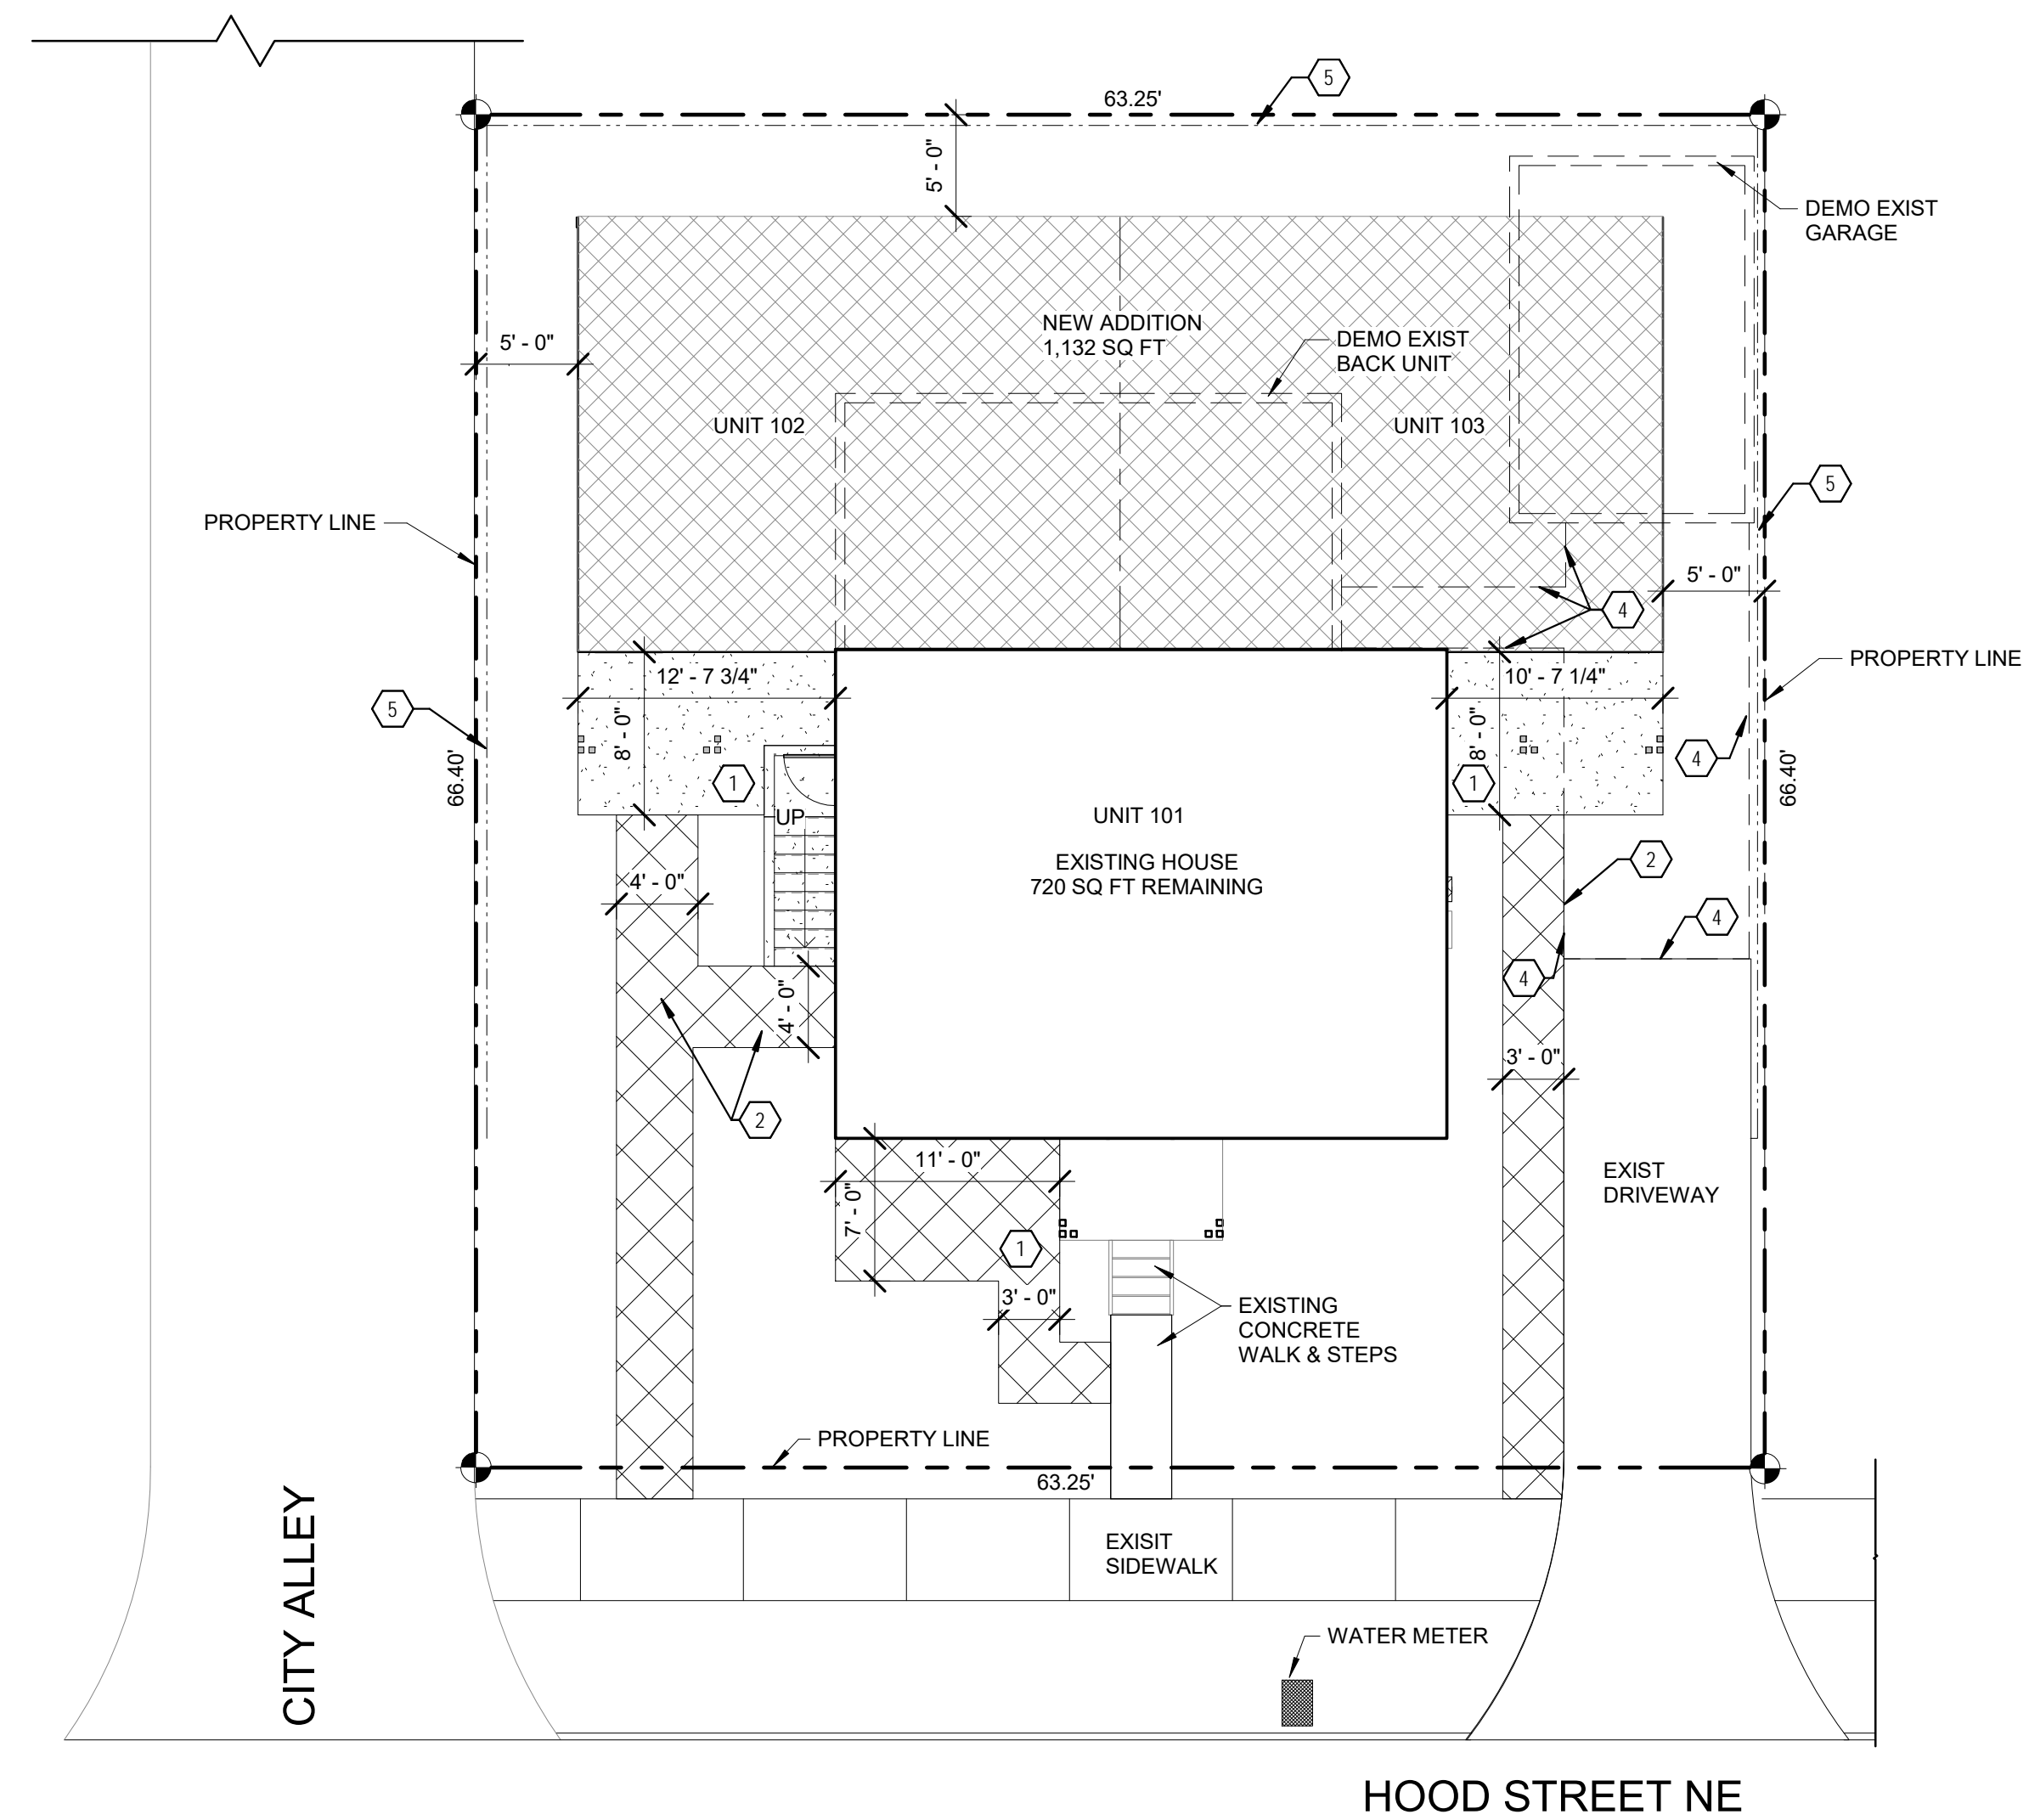 5
63.25'
5' - 0"
DEMO EXIST
GARAGE
NEW ADDITION
1,132 SQ FT
DEMO EXIST
BACK UNIT
5' - 0"
UNIT 102
UNIT 103
5
PROPERTY LINE
5' - 0"
4
PROPERTY LINE
12' - 7 3/4"
10' - 7 1/4"
5
8' - 0"
8' - 0"
4
66.40'
66.40'
1
1
UP
UNIT 101
EXISTING HOUSE
720 SQ FT REMAINING
2
4' - 0"
4
4
4' - 0"
3' - 0"
2
11' - 0"
7' - 0"
EXIST
DRIVEWAY
1
3' - 0"
EXISTING
CONCRETE
WALK & STEPS
PROPERTY LINE
63.25'
CITY ALLEY
EXISIT
SIDEWALK
WATER METER
HOOD STREET NE